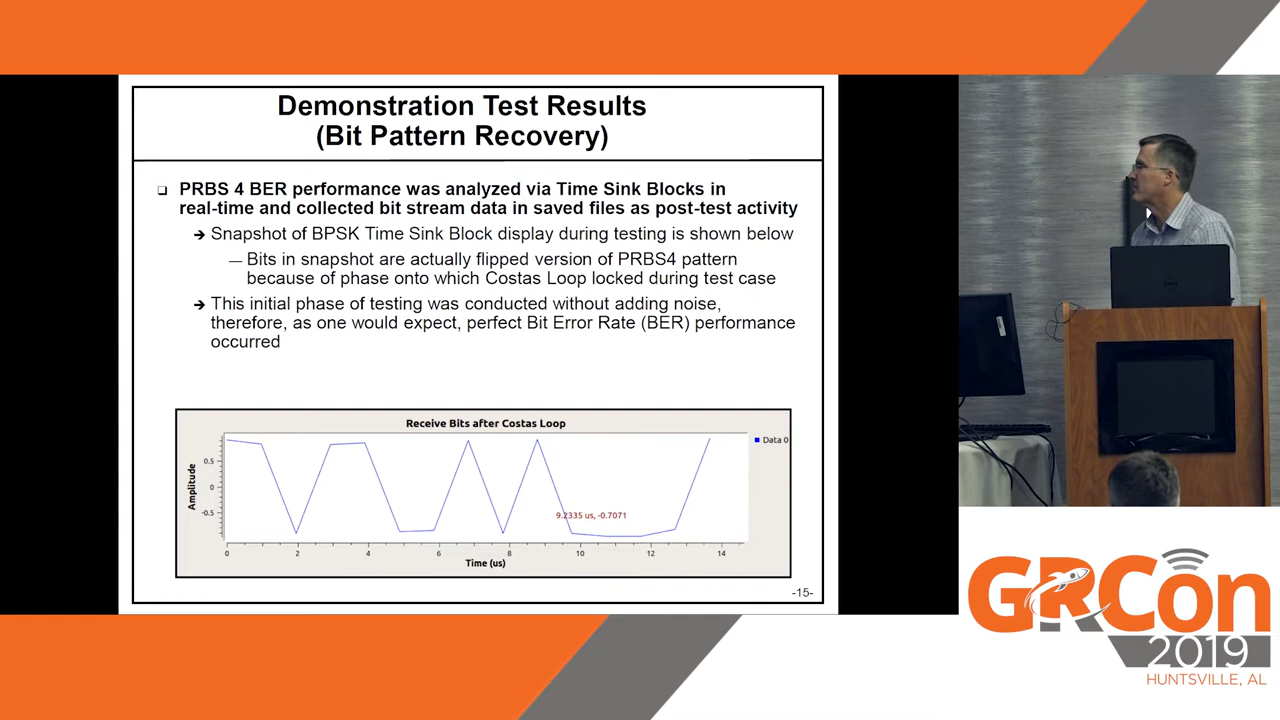 Demonstration Test Results
(Bit Pattern Recovery)
PRBS 4 BER performance was analyzed via Time Sink Blocks in
real-time and collected bit stream data in saved files as post-test activity
Snapshot of BPSK Time Sink Block display during testing is shown below
— Bits in snapshot are actually flipped version of PRBS4 pattern
because of phase onto which Costas Loop locked during test case
This initial phase of testing was conducted without adding noise,
therefore, as one would expect, perfect Bit Error Rate (BER) performance
occurred
Receive Bits after Costas Loop
Data 0
Amplitude
0.5
0
-0.5
9.2335 us, -0.7071
0 2 4 6 8 10 12 14
Time (us)
-15-
GRCon
2019
HUNTSVILLE, AL